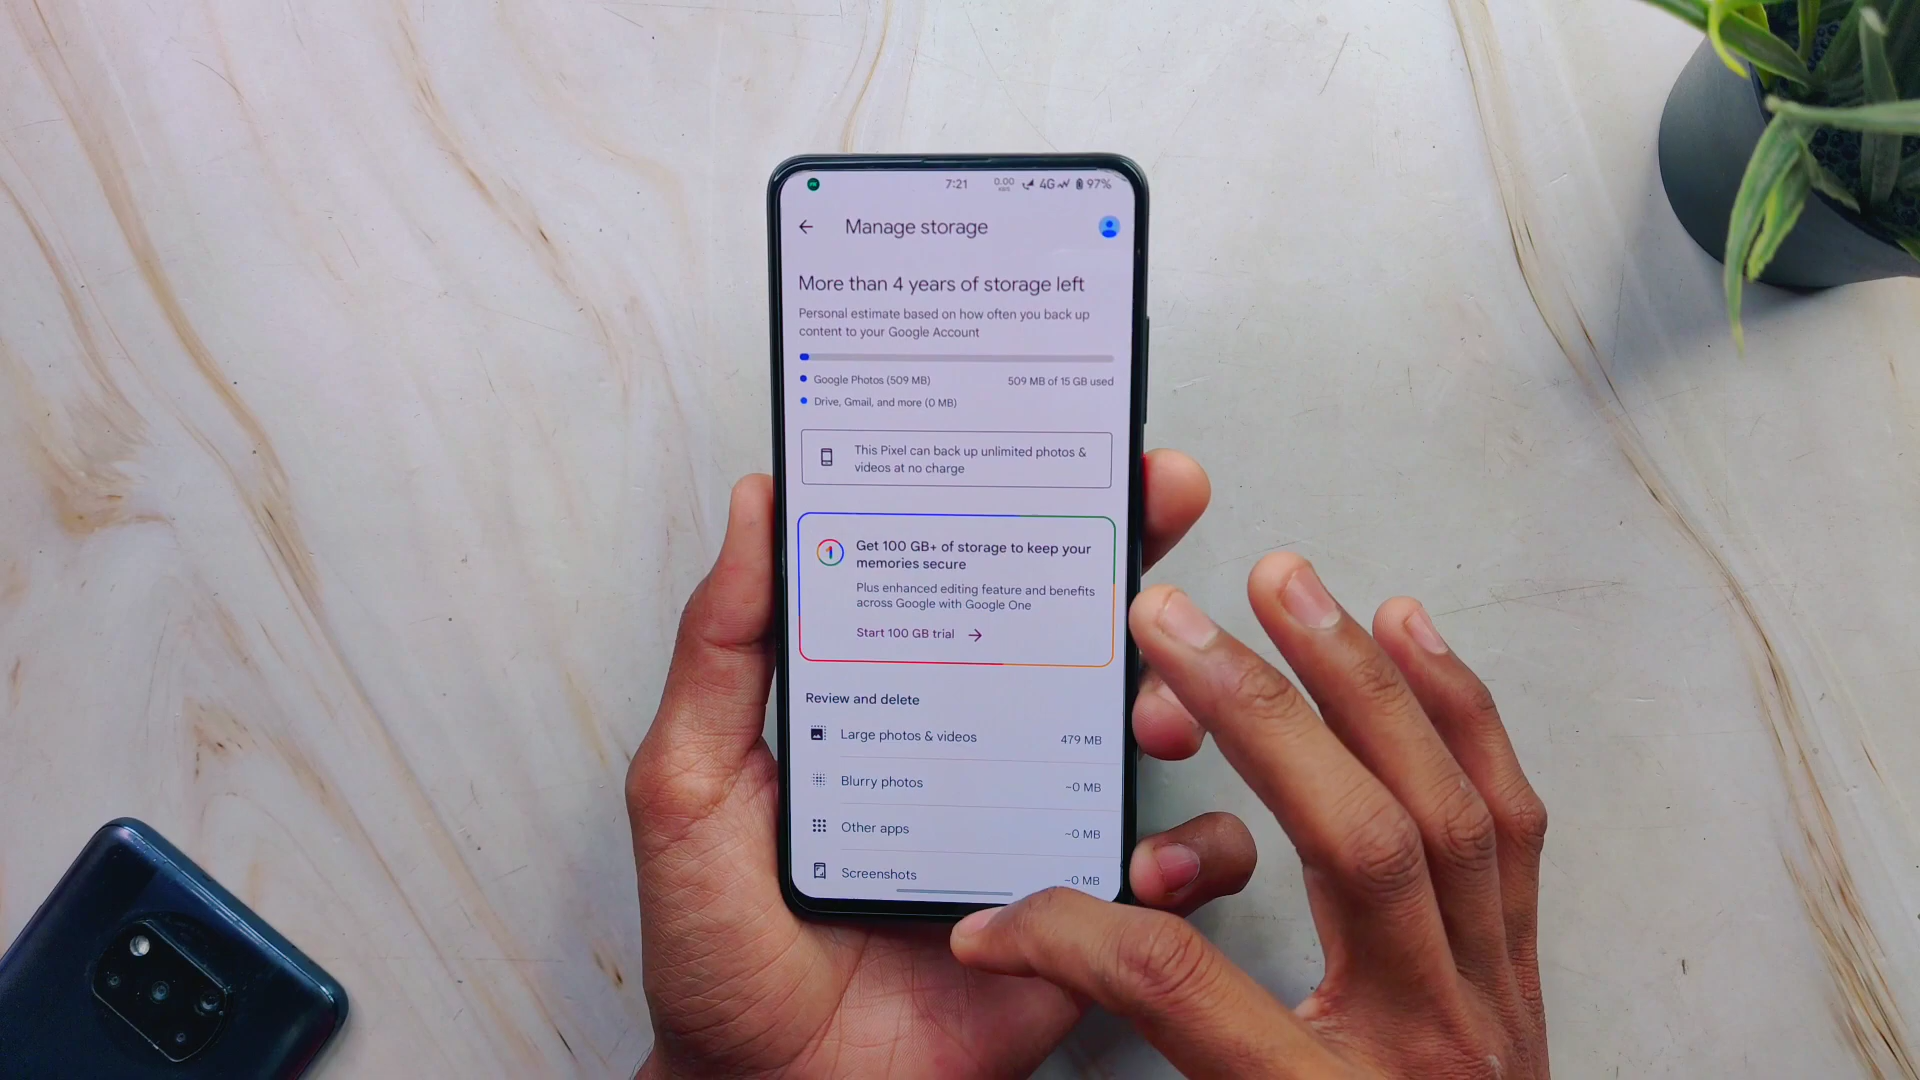 7:21 0.00 4G 97%
Manage storage
More than 4 years of storage left
Personal estimate based on how often you back up
content to your Google Account
Google Photos (509 MB) 509 MB of 15 GB used
Drive, Gmail, and more (0 MB)
This Pixel can back up unlimited photos &
videos at no charge
Get 100 GB+ of storage to keep your
memories secure
Plus enhanced editing feature and benefits
across Google with Google One
Start 100 GB trial
Review and delete
Large photos & videos 479 MB
Blurry photos ~0 MB
Other apps ~0 MB
Screenshots ~0 MB